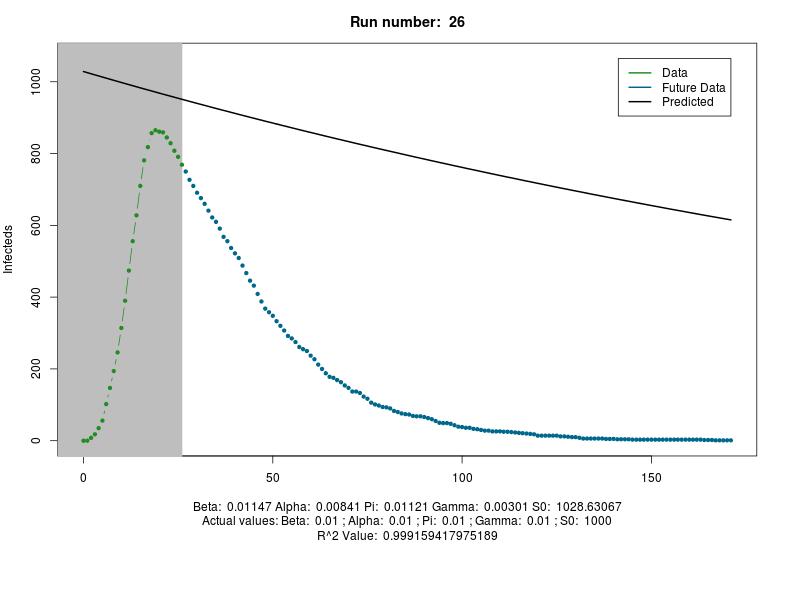 Run number: 26
Infecteds
1000
800
600
400
200
0
Data
Future Data
Predicted
0 50 100 150
Beta: 0.01147 Alpha: 0.00841 Pi: 0.01121 Gamma: 0.00301 S0: 1028.63067
Actual values: Beta: 0.01 ; Alpha: 0.01 ; Pi: 0.01 ; Gamma: 0.01 ; S0: 1000
R^2 Value: 0.999159417975189